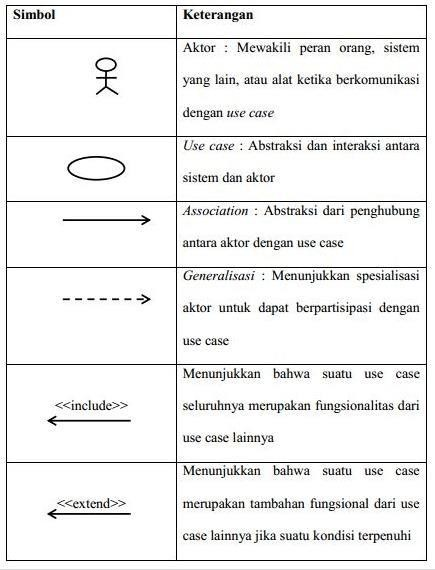 Simbol
Keterangan
Aktor : Mewakili peran orang, sistem
yang lain, atau alat ketika berkomunikasi
dengan use case
Use case : Abstraksi dan interaksi antara
sistem dan aktor
Association : Abstraksi dari penghubung
antara aktor dengan use case
Generalisasi : Menunjukkan spesialisasi
aktor untuk dapat berpartisipasi dengan
use case
<<include>>
Menunjukkan bahwa suatu use case
seluruhnya merupakan fungsionalitas dari
use case lainnya
<<extend>>
Menunjukkan bahwa suatu use case
merupakan tambahan fungsional dari use
case lainnya jika suatu kondisi terpenuhi